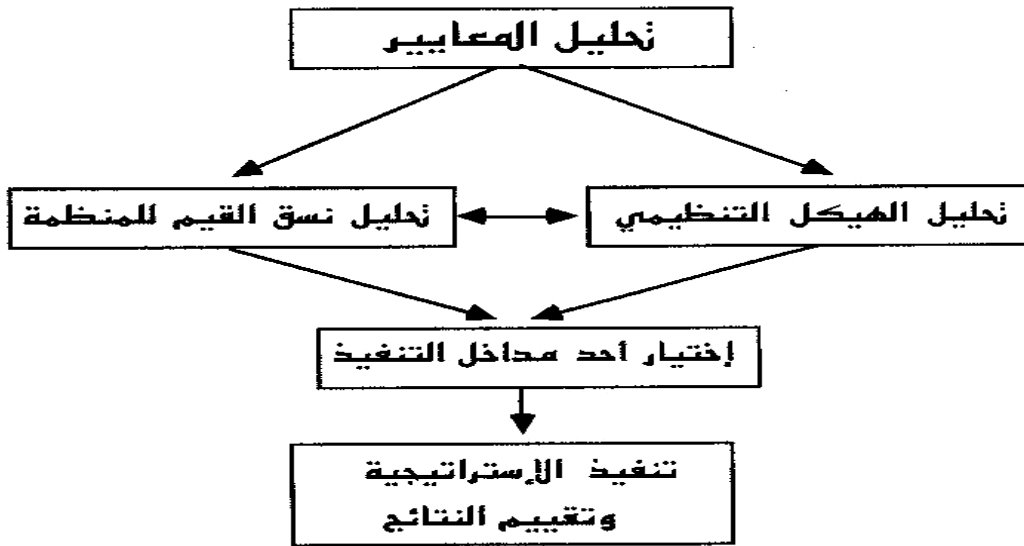 تحليل المعايير
تحليل الهيكل التنظيمي
تحليل نسق القيم للمنظمة
إختيار أحد مداخل التنفيذ
تنفيذ الإستراتيجية
وتقييم النتائج